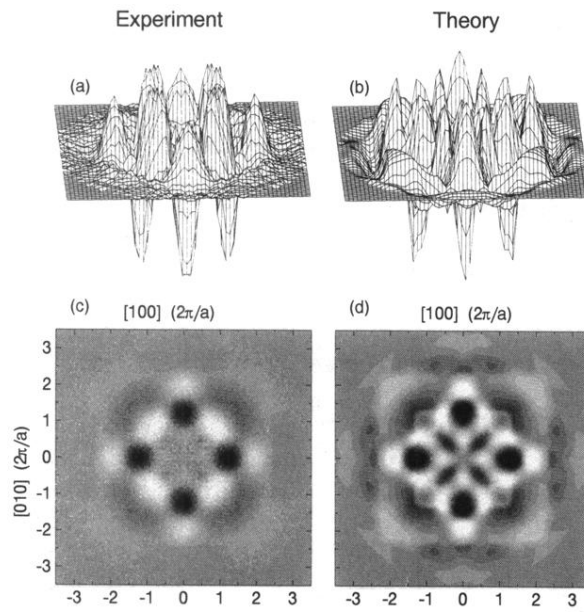 Experiment Theory
(a) (b)
(c) [100] (2π/a) [100] (2π/a) (d)
3
2
1
0
-1
-2
-3
[010] (2π/a)
-3 -2 -1 0 1 2 3 -3 -2 -1 0 1 2 3